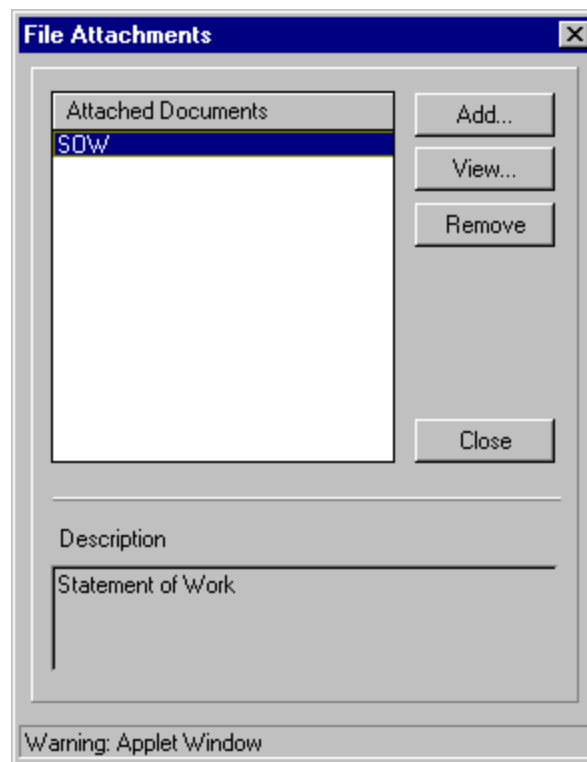 File Attachments
Attached Documents
Add...
SOW
View...
Remove
Close
Description
Statement of Work
Warning: Applet Window